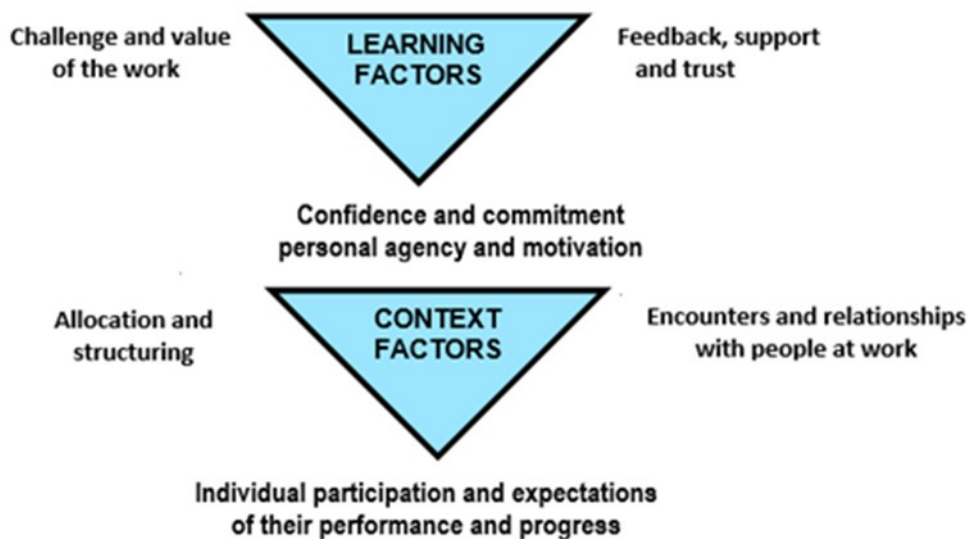 Challenge and value
of the work
LEARNING
FACTORS
Feedback, support
and trust
Confidence and commitment
personal agency and motivation
Allocation and
structuring
CONTEXT
FACTORS
Encounters and relationships
with people at work
Individual participation and expectations
of their performance and progress